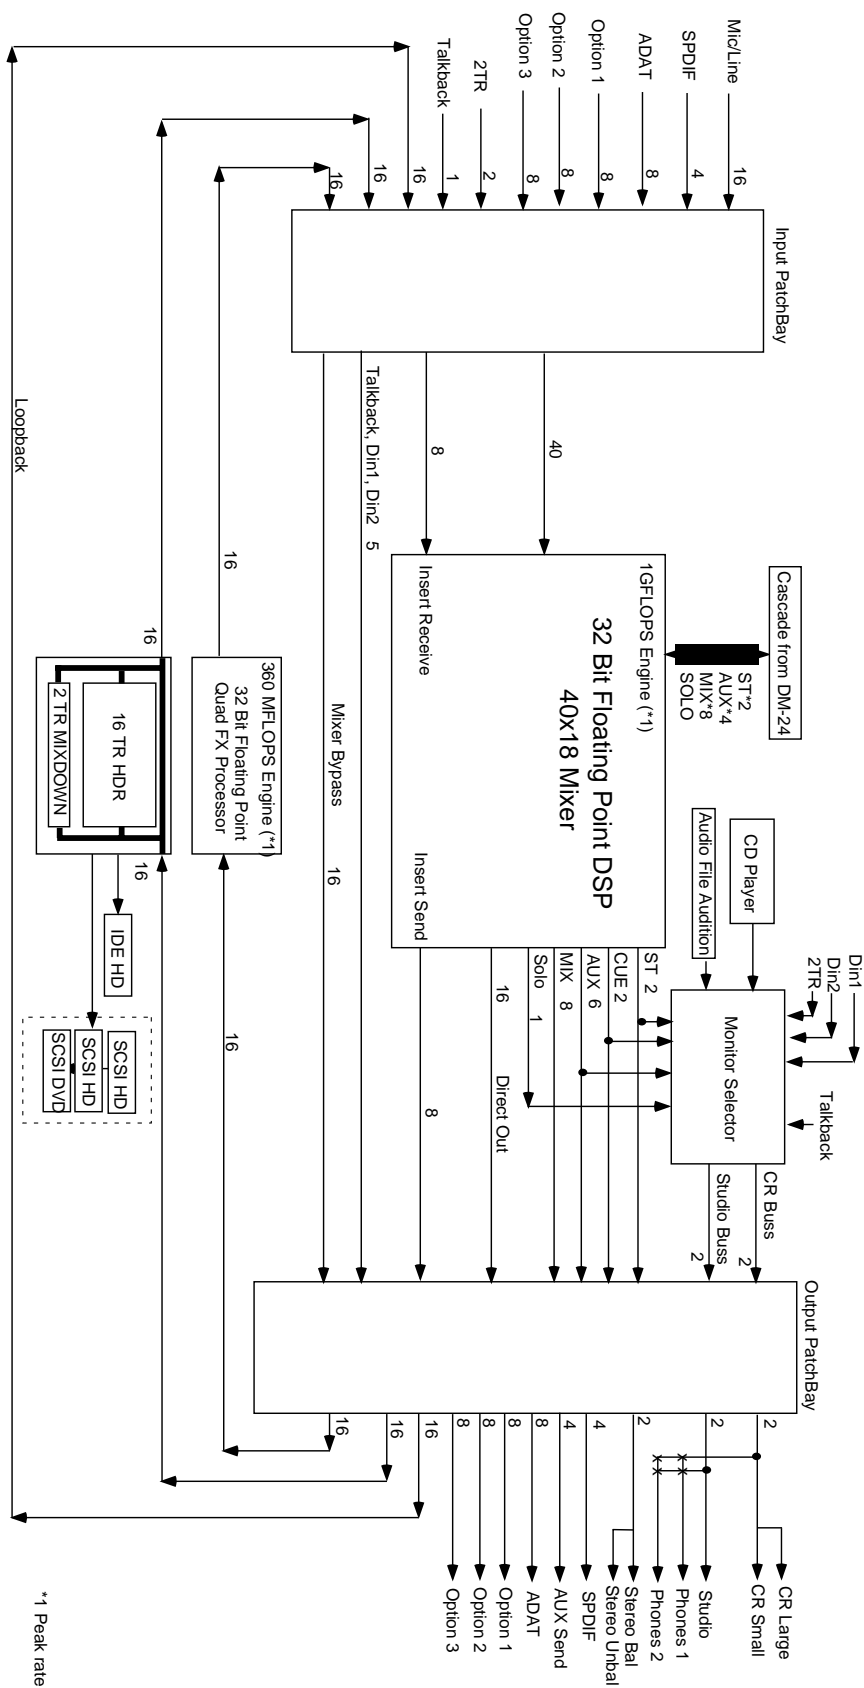 Mic/Line
16
SPDIF
4
ADAT
8
Option 1
8
Option 2
8
Option 3
8
2TR
2
Talkback
1
16
16
16
Input PatchBay
40
8
Talkback, Din1, Din2 5
Mixer Bypass 16
Loopback
Cascade from DM-24
ST*2
AUX*4
MIX*8
SOLO
1GFLOPS Engine (*1)
32 Bit Floating Point DSP
40x18 Mixer
Insert Receive
Insert Send
CD Player
Audio File Audition
Din1
Din2
2TR
Talkback
Monitor Selector
CR Buss 2
Studio Buss 2
ST 2
CUE 2
AUX 6
MIX 8
Solo 1
16 Direct Out
8
16
360 MFLOPS Engine (*1)
32 Bit Floating Point
Quad FX Processor
16
16
16 TR HDR
2 TR MIXDOWN
16
IDE HD
SCSI HD
SCSI HD
SCSI DVD
Output PatchBay
2
2
2
4
4
8
8
8
8
16
16
16
CR Large
CR Small
Studio
Phones 1
Phones 2
Stereo Bal
Stereo Unbal
SPDIF
AUX Send
ADAT
Option 1
Option 2
Option 3
*1 Peak rate